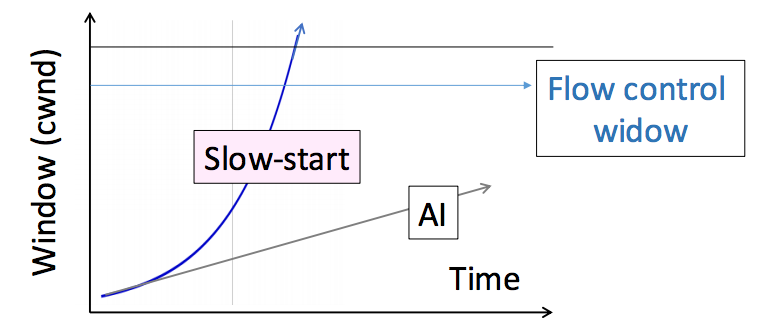 Window (cwnd)
Flow control
widow
Slow-start
AI
Time